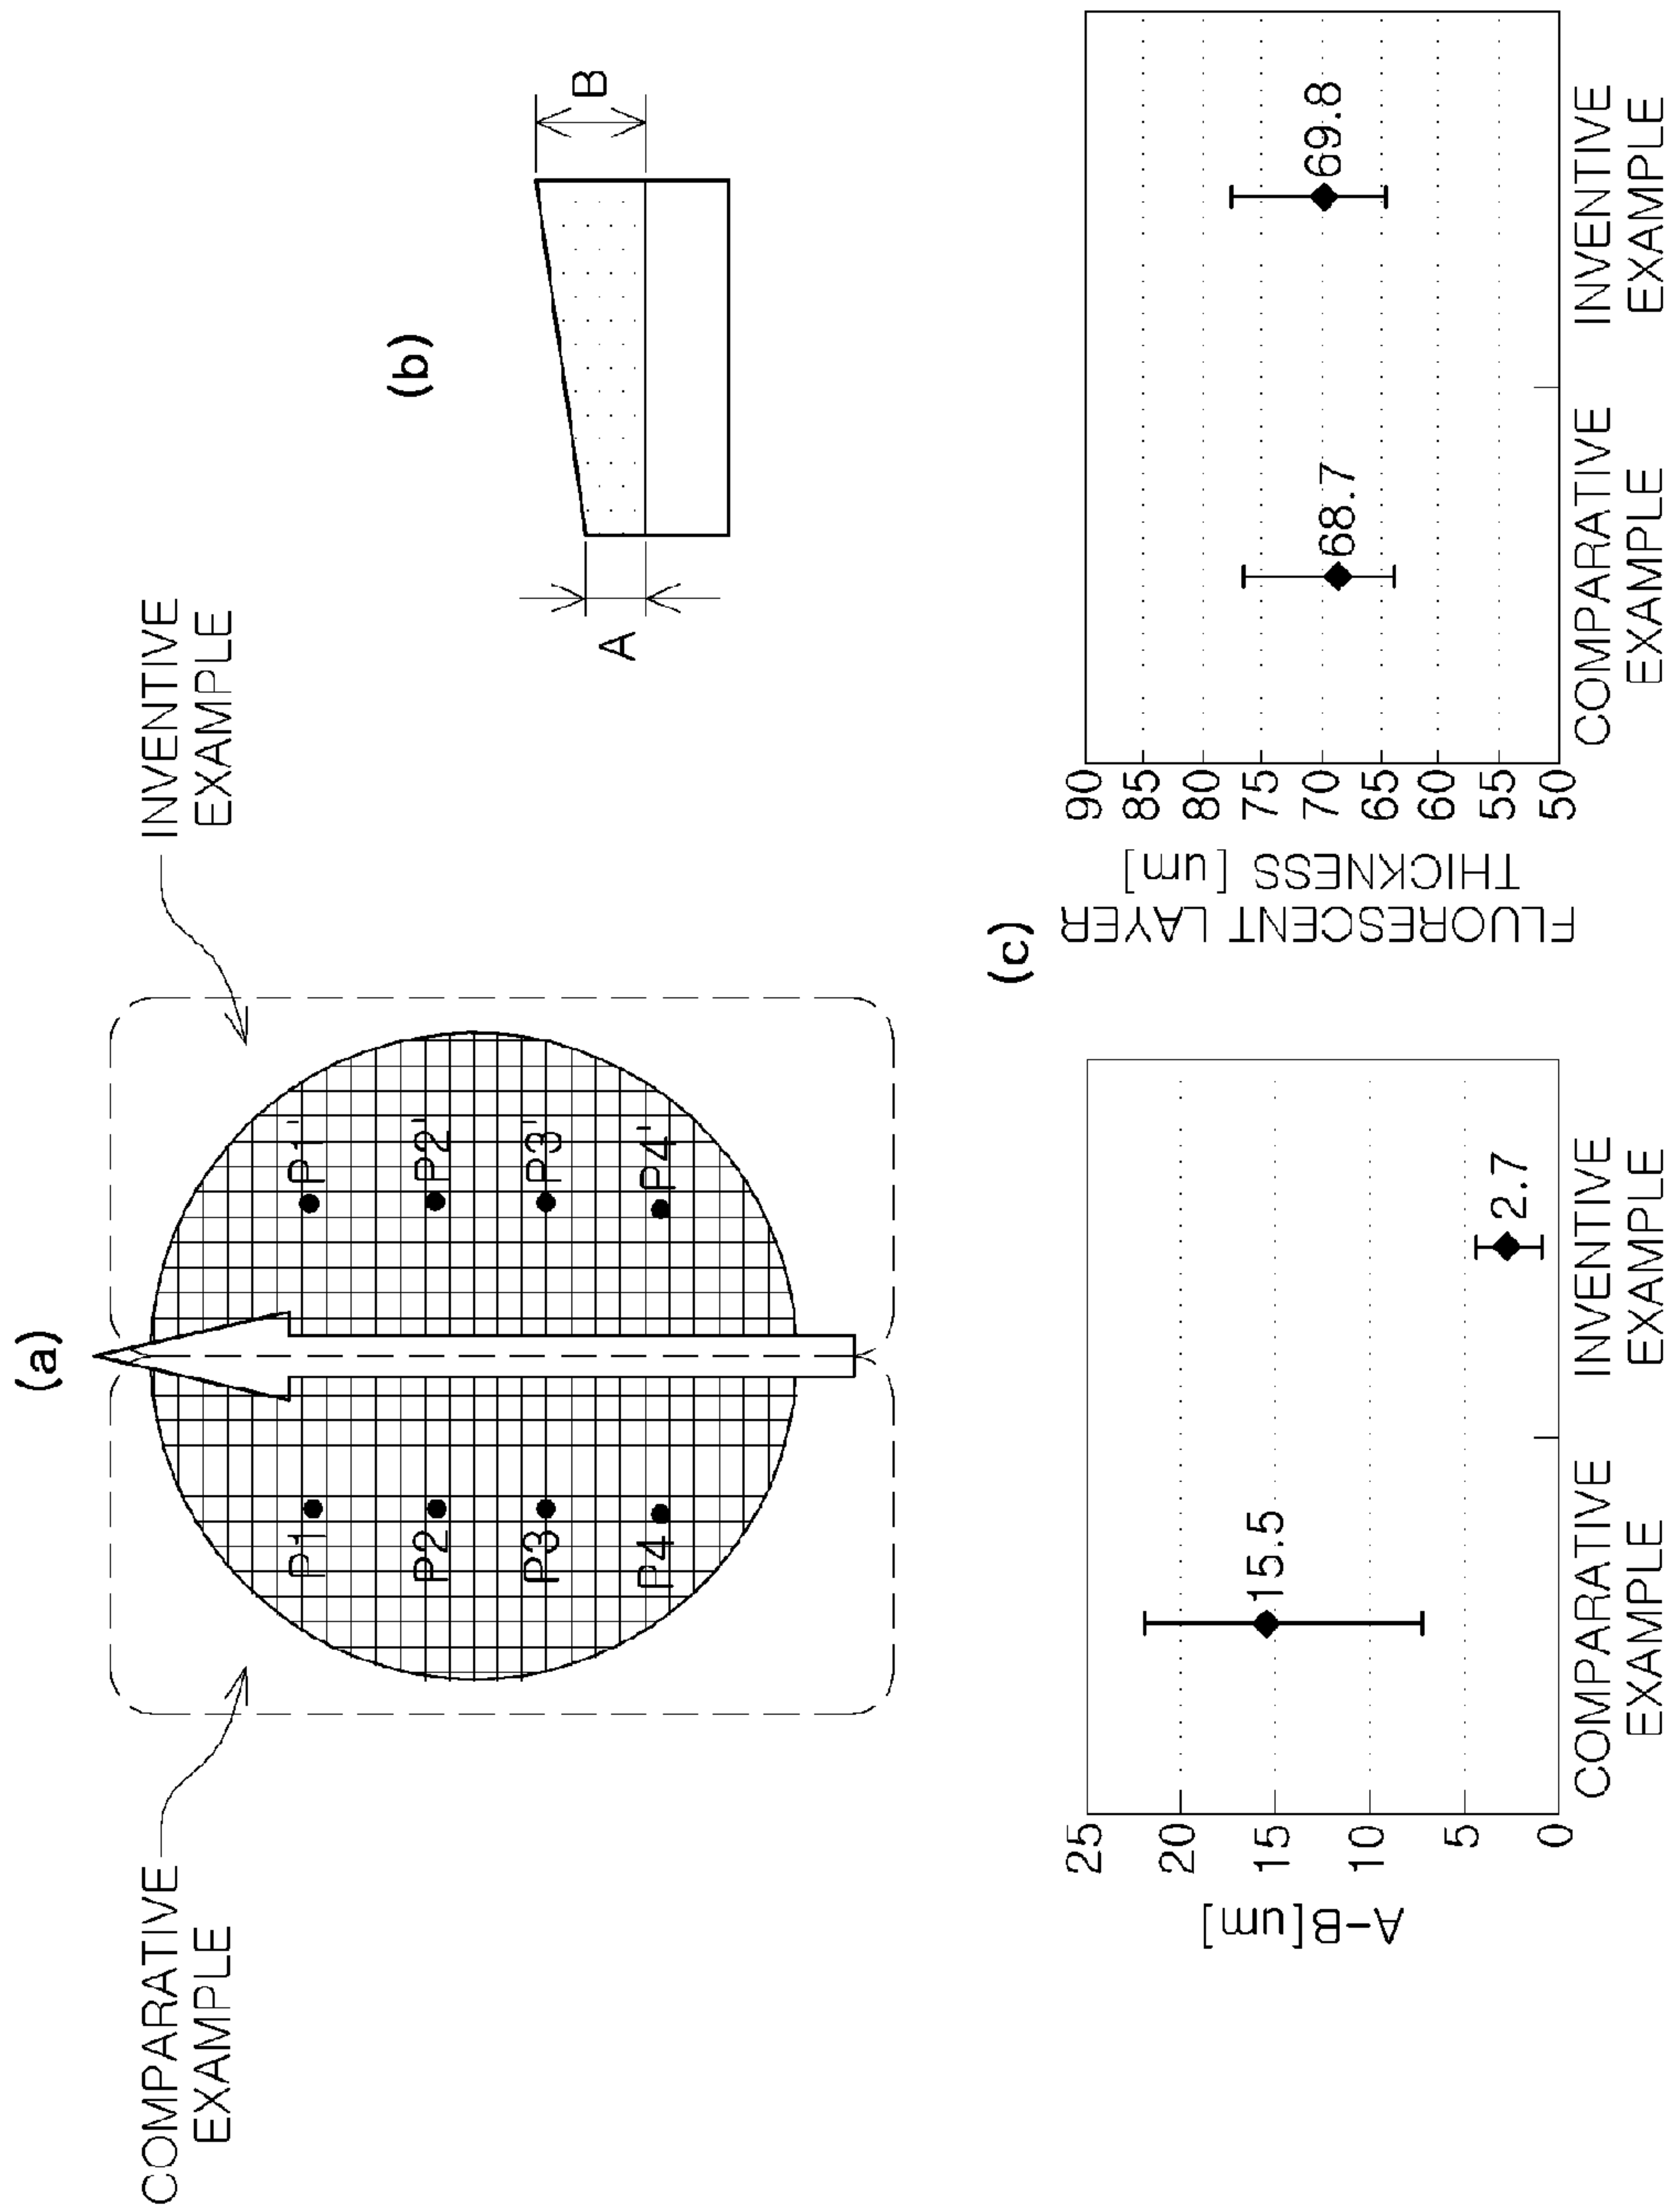 (a)
COMPARATIVE
EXAMPLE
INVENTIVE
EXAMPLE
P1
P2
P3
P4
P1'
P2'
P3'
P4'
(b)
A
B
(c)
A-B[um]
25
20
15
10
5
0
15.5
2.7
COMPARATIVE
EXAMPLE
INVENTIVE
EXAMPLE
FLUORESCENT LAYER
THICKNESS [um]
90
85
80
75
70
65
60
55
50
68.7
69.8
COMPARATIVE
EXAMPLE
INVENTIVE
EXAMPLE